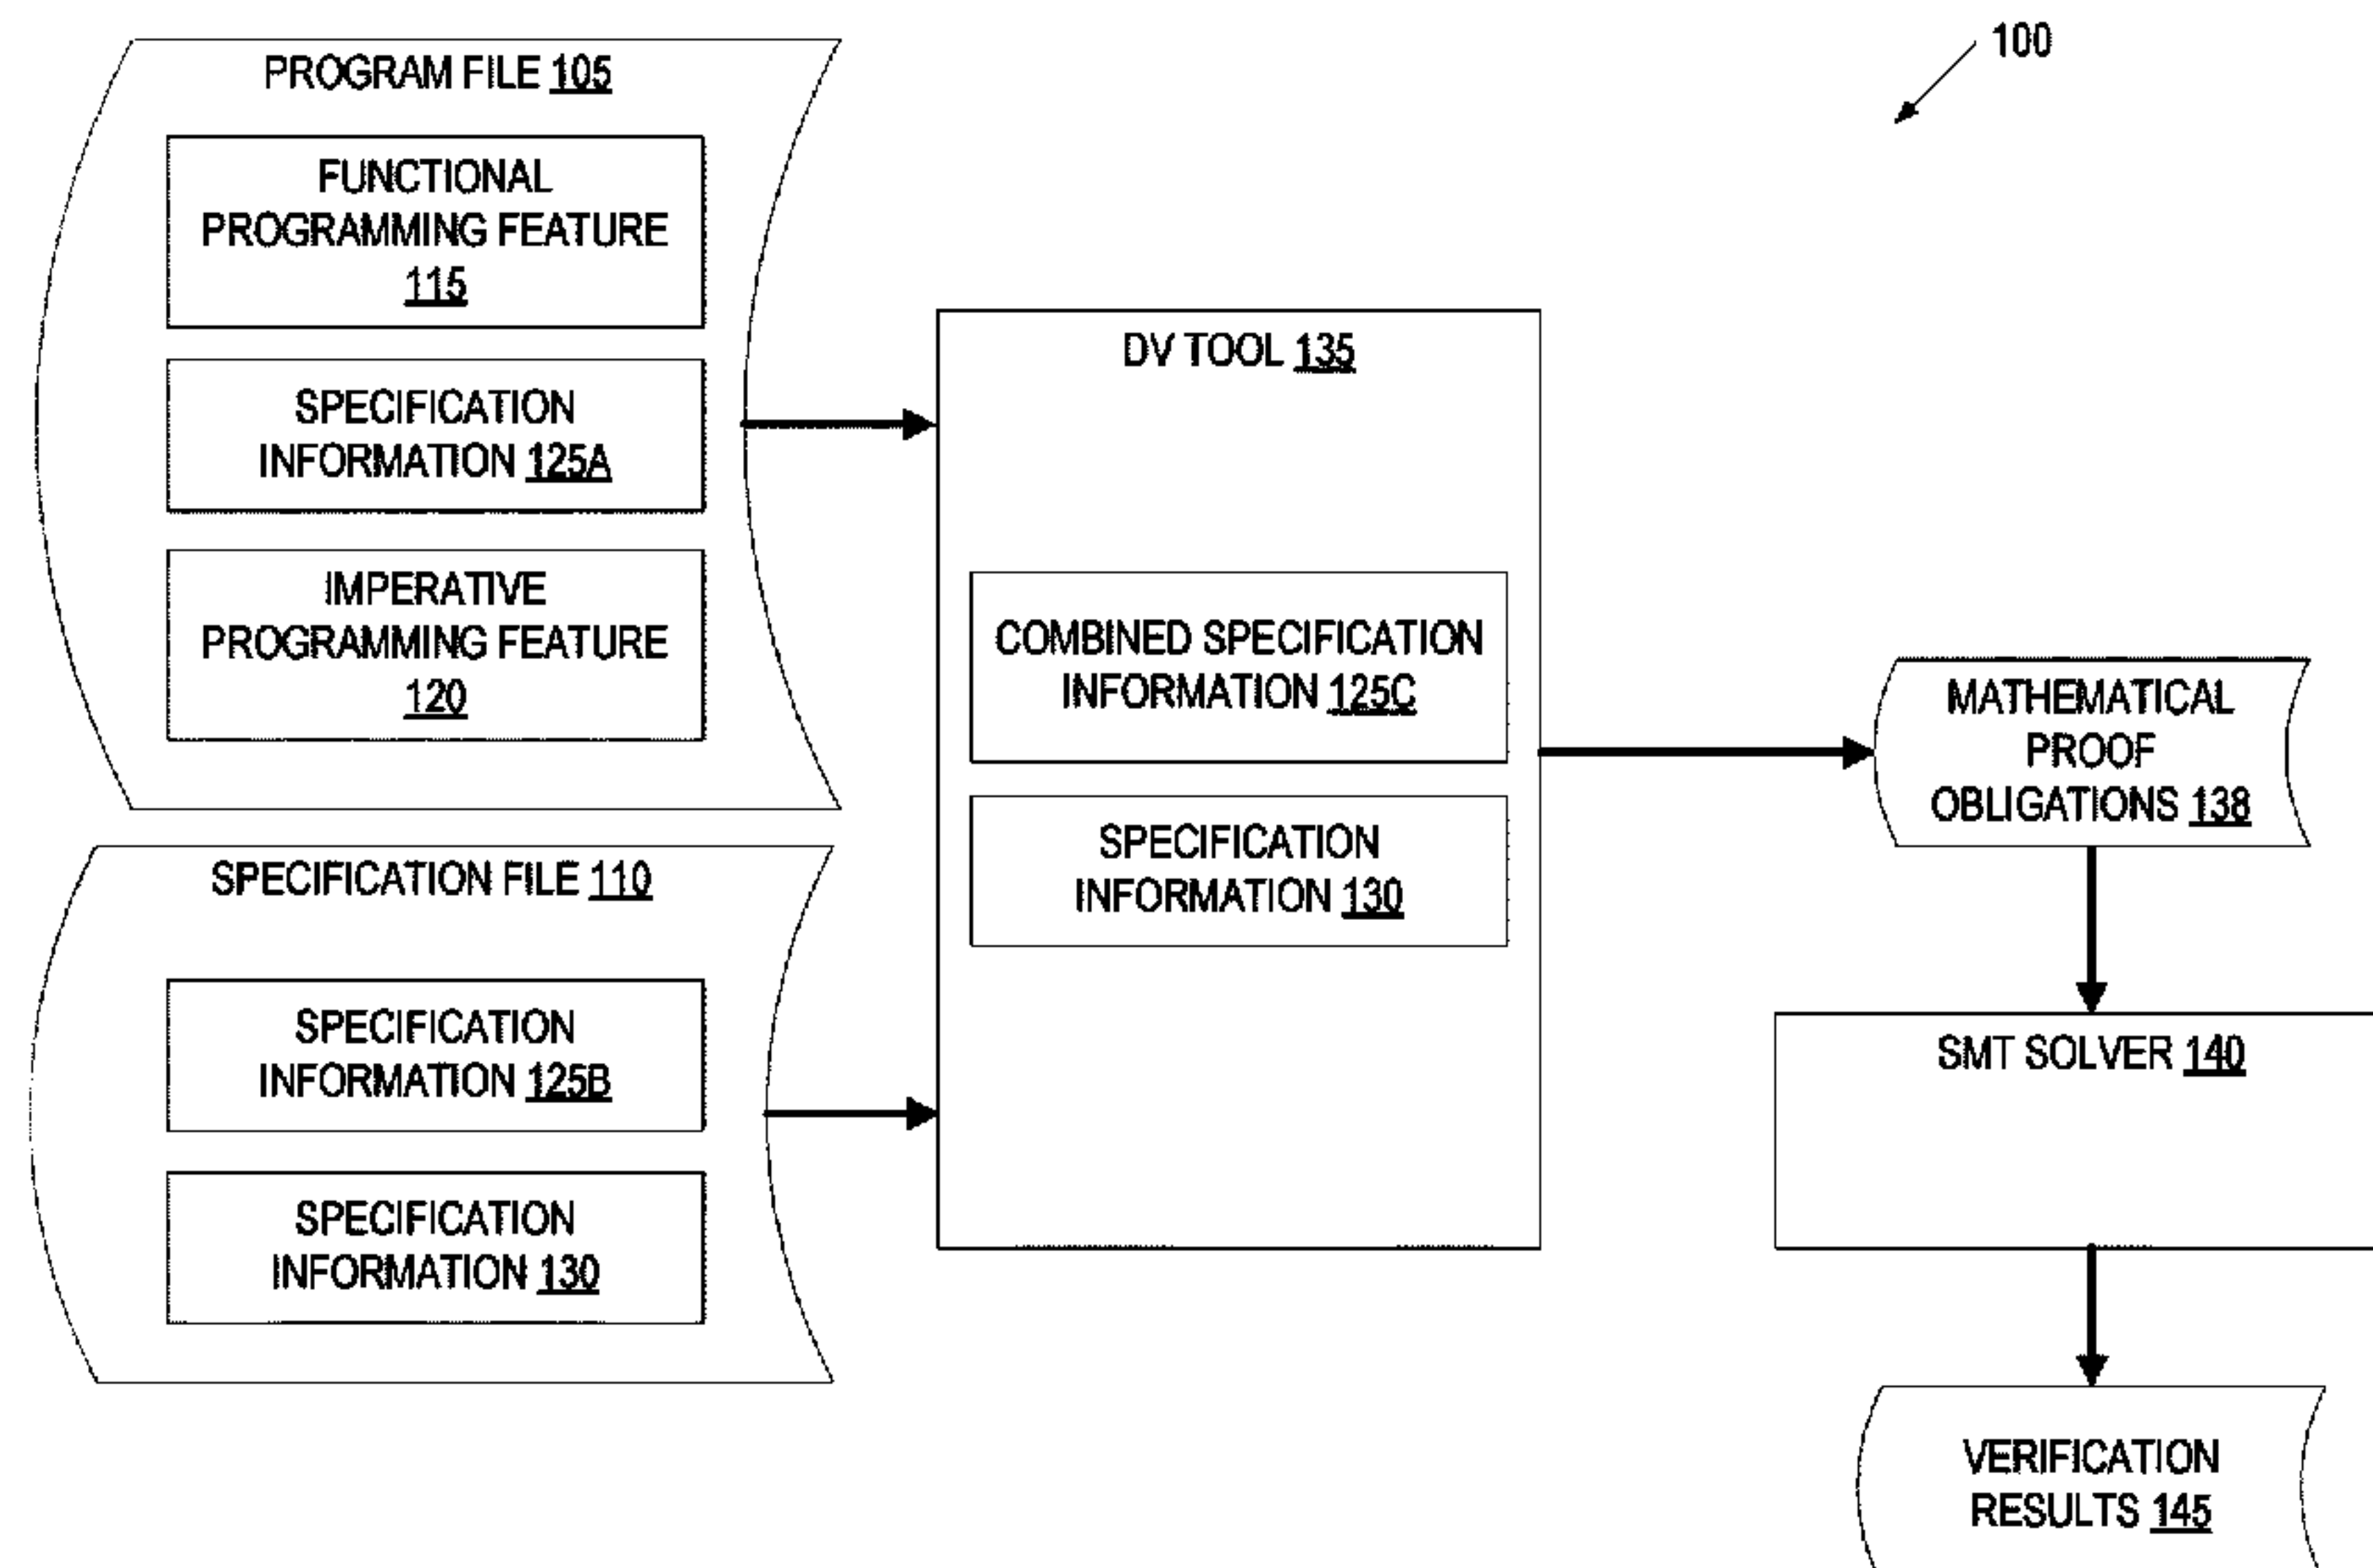 100
PROGRAM FILE 105
FUNCTIONAL
PROGRAMMING FEATURE
115
SPECIFICATION
INFORMATION 125A
IMPERATIVE
PROGRAMMING FEATURE
120
SPECIFICATION FILE 110
SPECIFICATION
INFORMATION 125B
SPECIFICATION
INFORMATION 130
DV TOOL 135
COMBINED SPECIFICATION
INFORMATION 125C
SPECIFICATION
INFORMATION 130
MATHEMATICAL
PROOF
OBLIGATIONS 138
SMT SOLVER 140
VERIFICATION
RESULTS 145